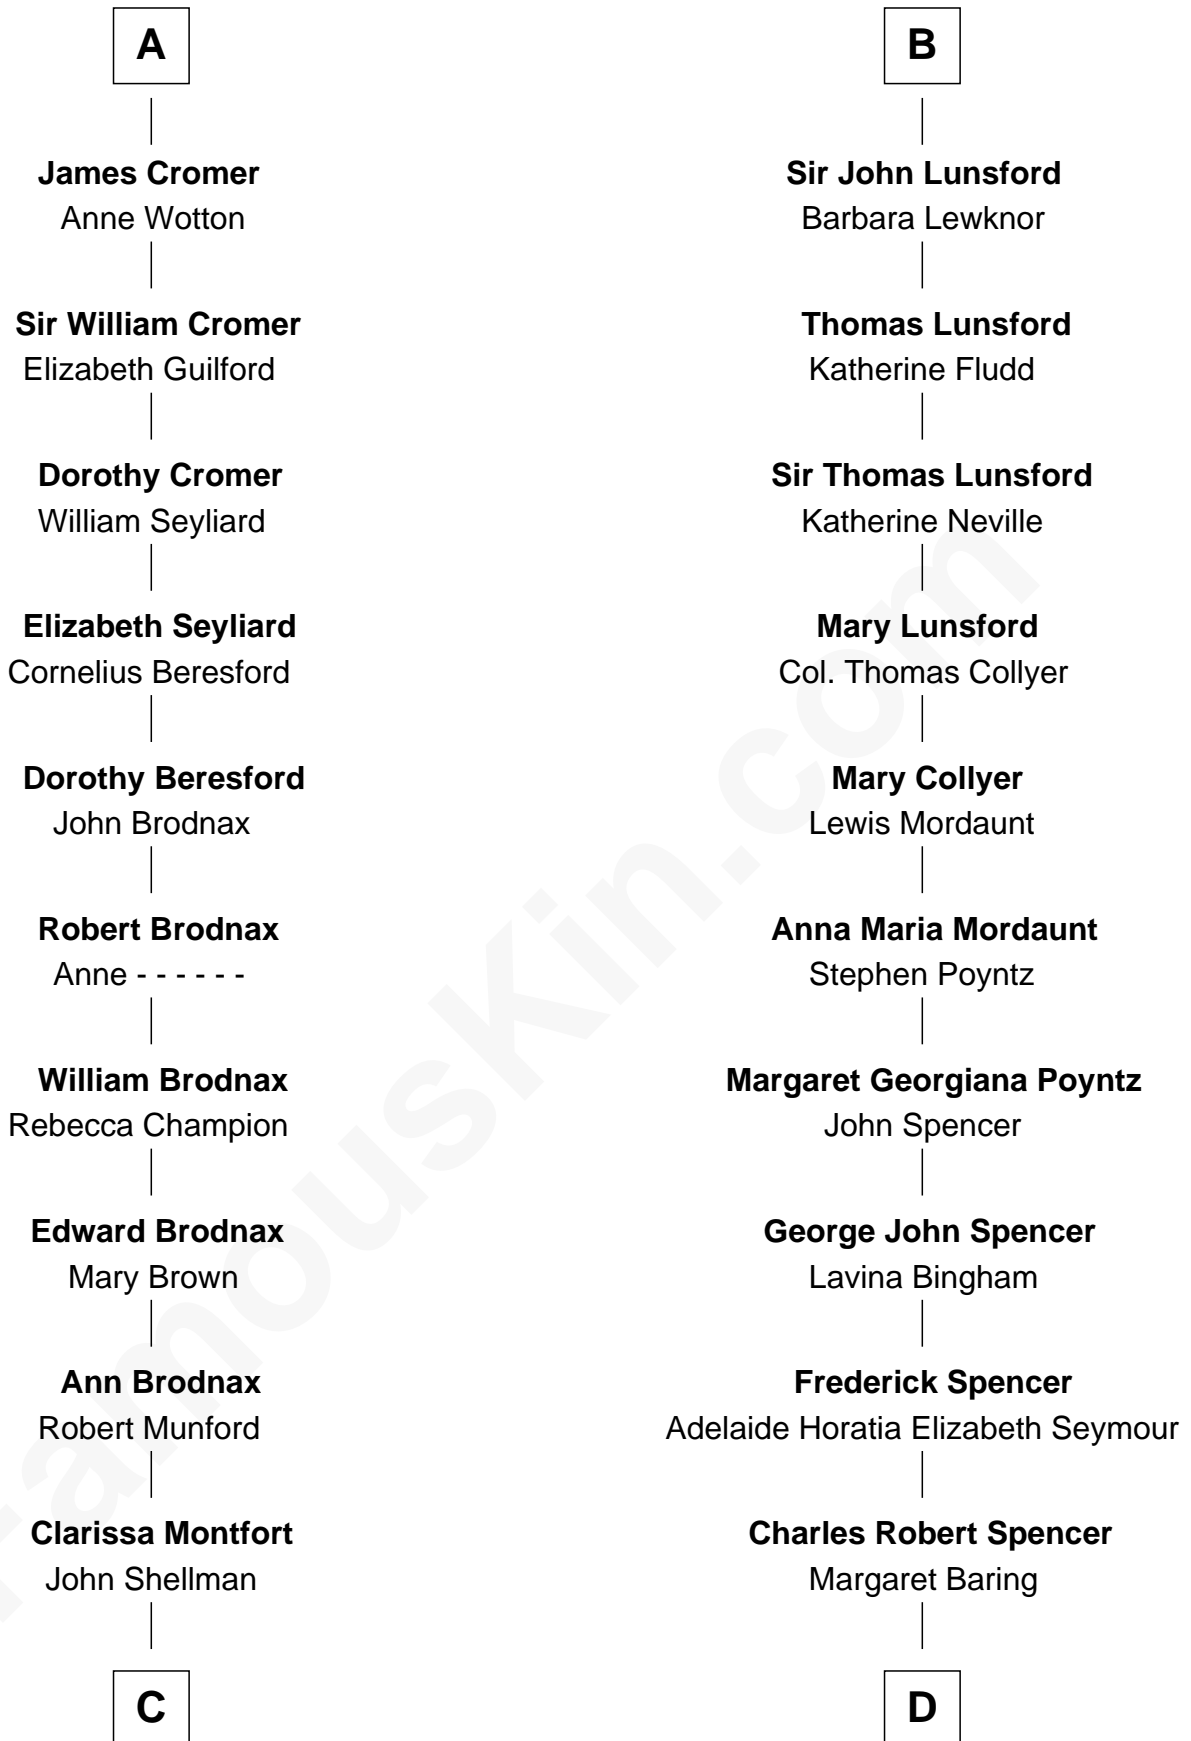 A
James Cromer
Anne Wotton
Sir William Cromer
Elizabeth Guilford
Dorothy Cromer
William Seyliard
Elizabeth Seyliard
Cornelius Beresford
Dorothy Beresford
John Brodnax
Robert Brodnax
Anne - - - - - -
William Brodnax
Rebecca Champion
Edward Brodnax
Mary Brown
Ann Brodnax
Robert Munford
Clarissa Montfort
John Shellman
C
B
Sir John Lunsford
Barbara Lewknor
Thomas Lunsford
Katherine Fludd
Sir Thomas Lunsford
Katherine Neville
Mary Lunsford
Col. Thomas Collyer
Mary Collyer
Lewis Mordaunt
Anna Maria Mordaunt
Stephen Poyntz
Margaret Georgiana Poyntz
John Spencer
George John Spencer
Lavina Bingham
Frederick Spencer
Adelaide Horatia Elizabeth Seymour
Charles Robert Spencer
Margaret Baring
D
FamousKin.com